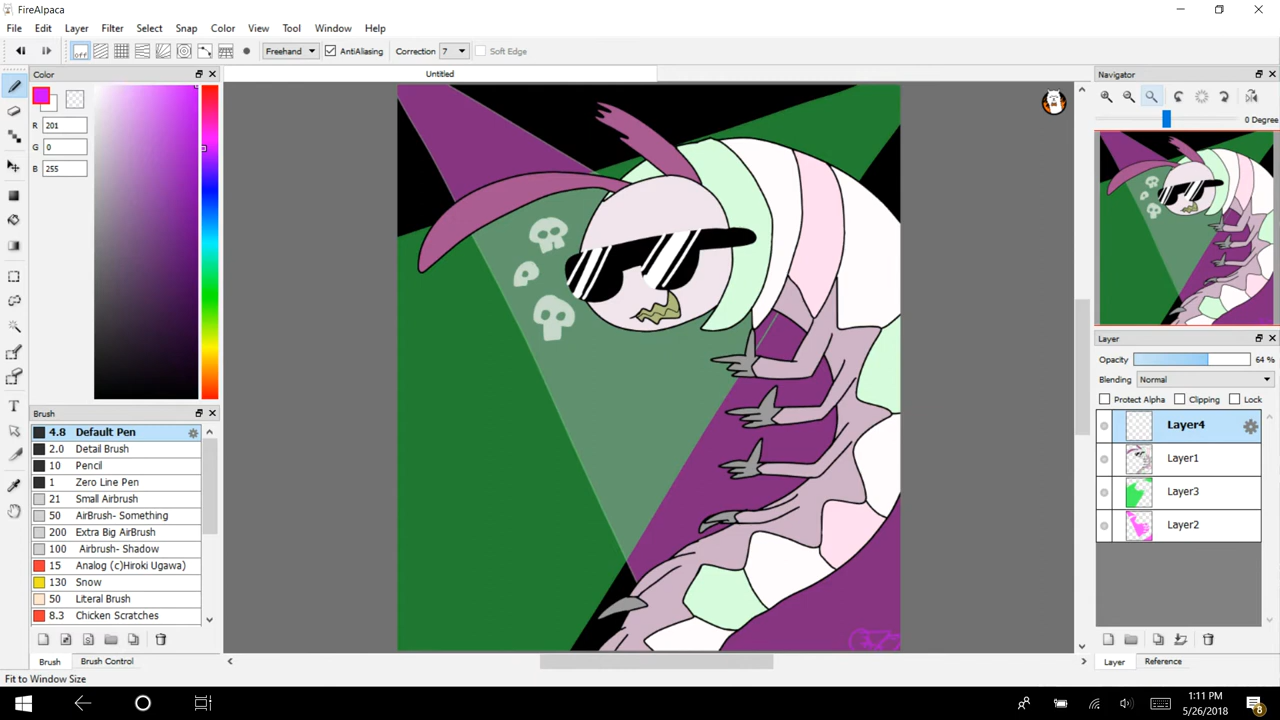 FireAlpaca
File Edit Layer Filter Select Snap Color View Tool Window Help
off Freehand AntiAliasing Correction 7 Soft Edge
Untitled
Color
R 201
G 0
B 255
Brush
4.8 Default Pen
2.0 Detail Brush
10 Pencil
1 Zero Line Pen
21 Small Airbrush
50 AirBrush- Something
200 Extra Big AirBrush
100 Airbrush- Shadow
15 Analog (c)Hiroki Ugawa)
130 Snow
50 Literal Brush
8.3 Chicken Scratches
Brush Brush Control
Fit to Window Size
Navigator
0 Degree
Layer
Opacity 64 %
Blending Normal
Protect Alpha Clipping Lock
Layer4
Layer1
Layer3
Layer2
Layer Reference
1:11 PM
5/26/2018
8